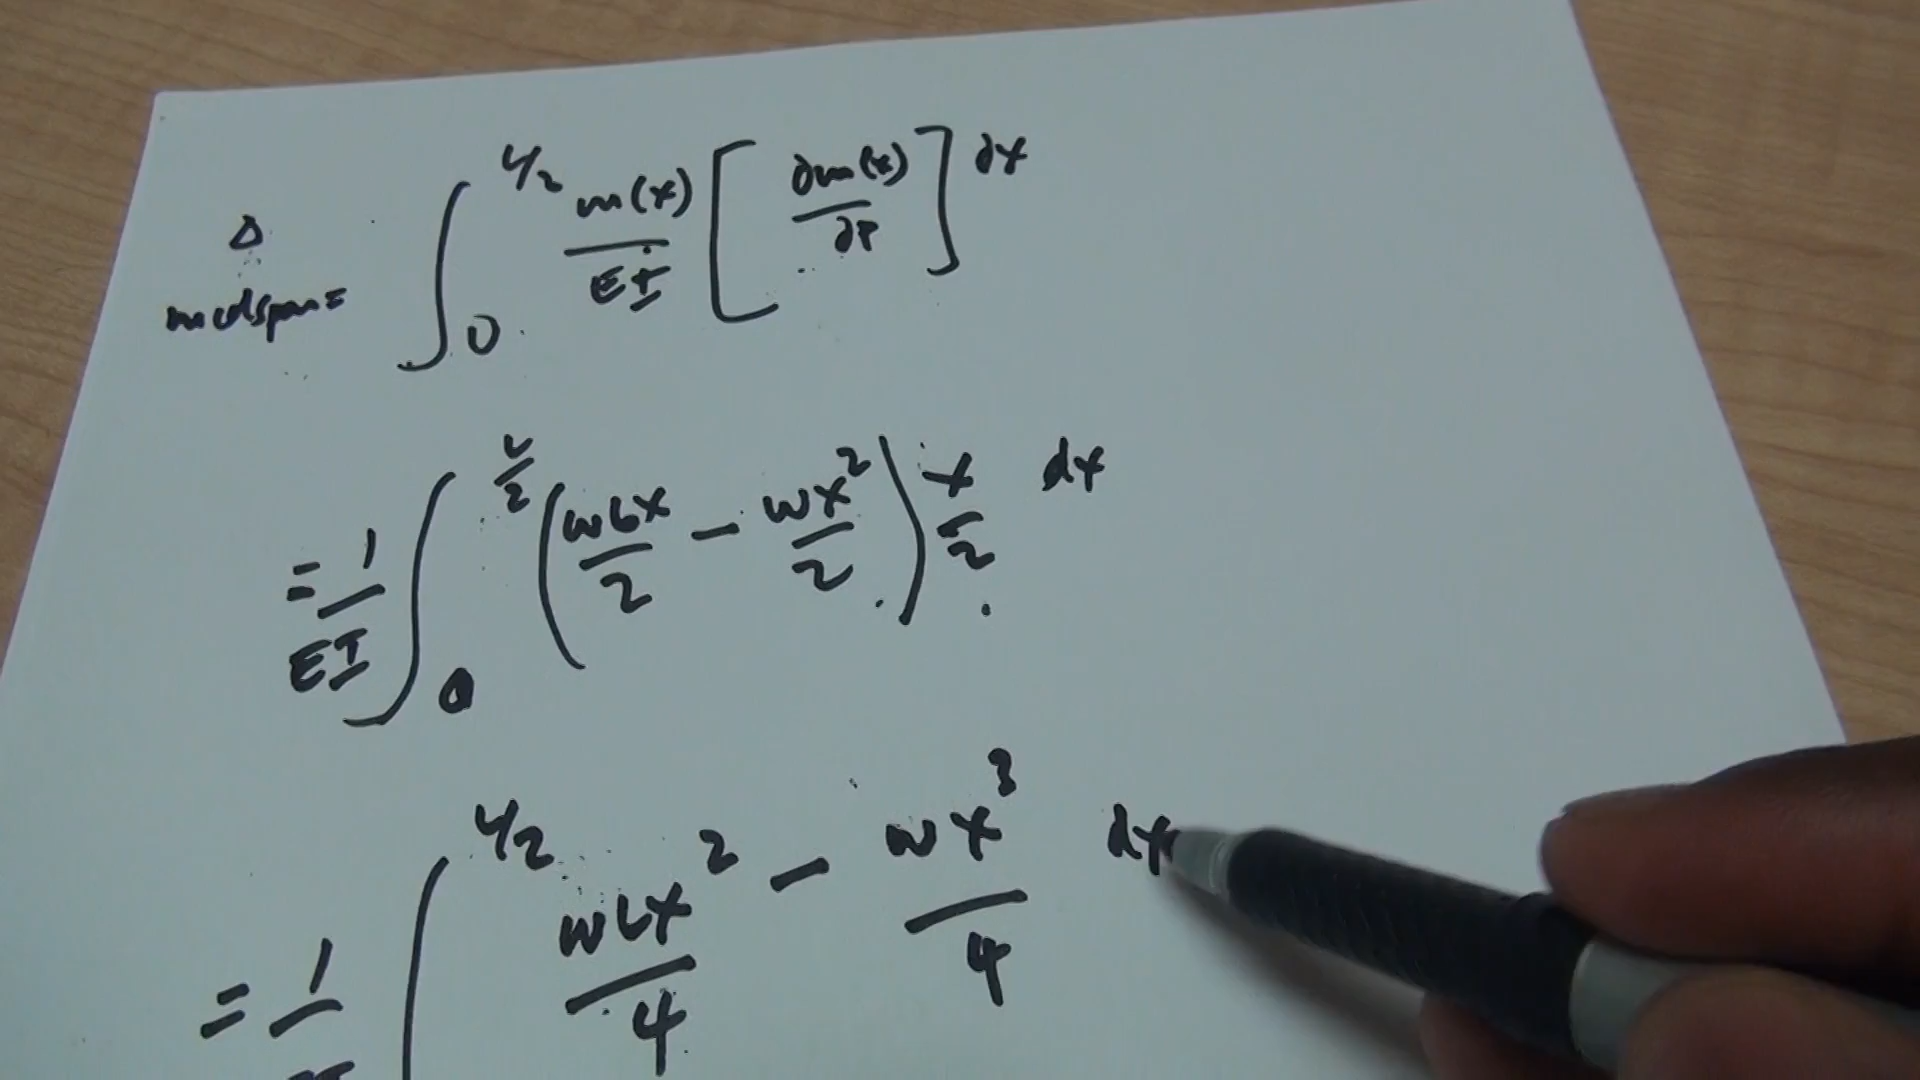 Δ midspan = ∫₀^(L/2) m(x)/EI [ ∂m(x)/∂P ] ∂x
= 1/EI ∫₀^(L/2) (wLx/2 - wx²/2) x/2 dx
= 1/EI ∫^(L/2) wLx²/4 - wx³/4 dx